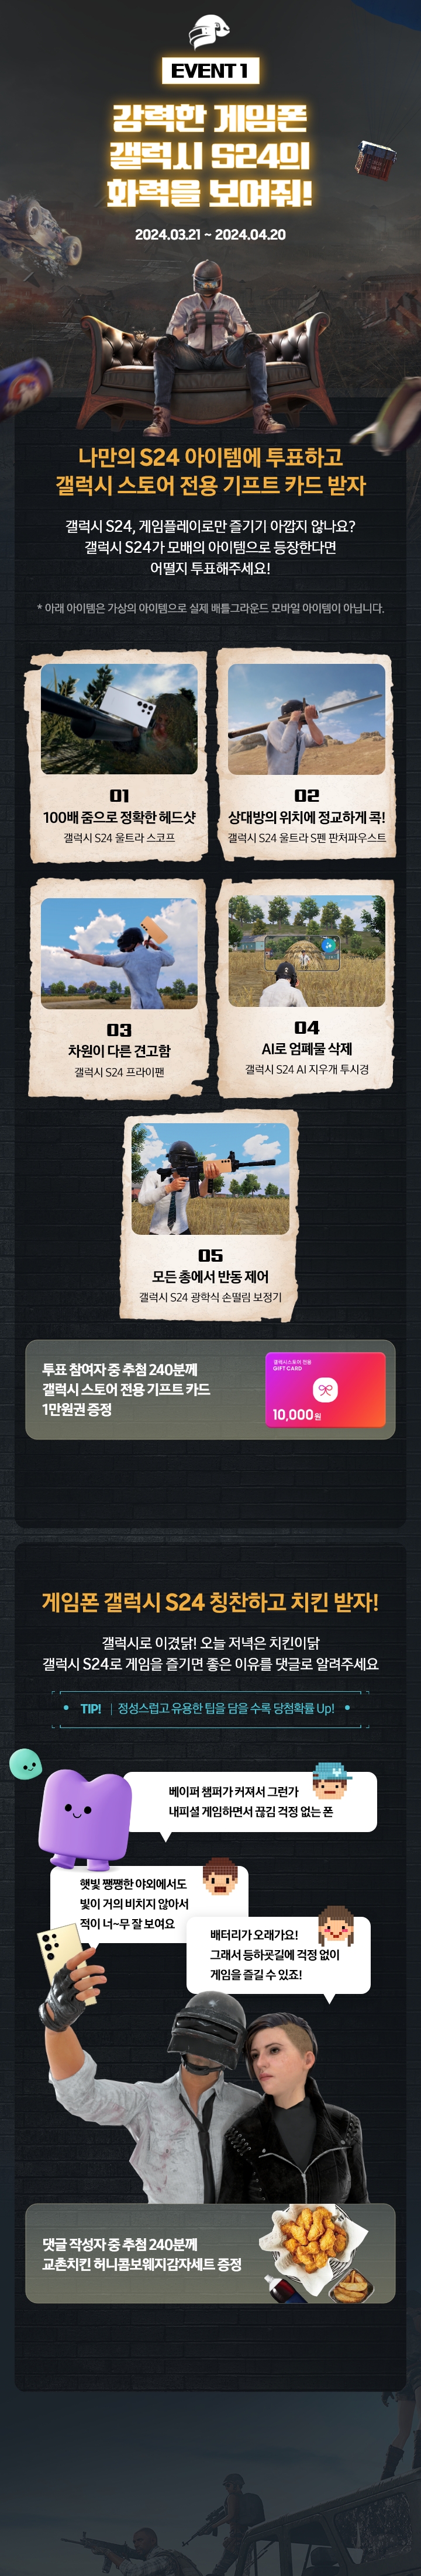 EVENT 1
강력한 게임폰
갤럭시 S24의
화력을 보여줘!
2024.03.21 ~ 2024.04.20
나만의 S24 아이템에 투표하고
갤럭시 스토어 전용 기프트 카드 받자
갤럭시 S24, 게임플레이로만 즐기기 아깝지 않나요?
갤럭시 S24가 모배의 아이템으로 등장한다면
어떨지 투표해주세요!
* 아래 아이템은 가상의 아이템으로 실제 배틀그라운드 모바일 아이템이 아닙니다.
01
100배 줌으로 정확한 헤드샷
갤럭시 S24 울트라 스코프
02
상대방의 위치에 정교하게 콕!
갤럭시 S24 울트라 S펜 판처파우스트
03
차원이 다른 견고함
갤럭시 S24 프라이팬
04
AI로 엄폐물 삭제
갤럭시 S24 AI 지우개 투시경
05
모든 총에서 반동 제어
갤럭시 S24 광학식 손떨림 보정기
투표 참여자 중 추첨 240분께
갤럭시 스토어 전용 기프트 카드
1만원권 증정
갤럭시스토어 전용
GIFT CARD
10,000원
게임폰 갤럭시 S24 칭찬하고 치킨 받자!
갤럭시로 이겼닭! 오늘 저녁은 치킨이닭
갤럭시 S24로 게임을 즐기면 좋은 이유를 댓글로 알려주세요
TIP! | 정성스럽고 유용한 팁을 담을 수록 당첨확률 Up!
베이퍼 챔퍼가 커져서 그런가
내피셜 게임하면서 끊김 걱정 없는 폰
햇빛 쨍쨍한 야외에서도
빛이 거의 비치지 않아서
적이 너~무 잘 보여요
배터리가 오래가요!
그래서 등하굣길에 걱정 없이
게임을 즐길 수 있죠!
댓글 작성자 중 추첨 240분께
교촌치킨 허니콤보웨지감자세트 증정